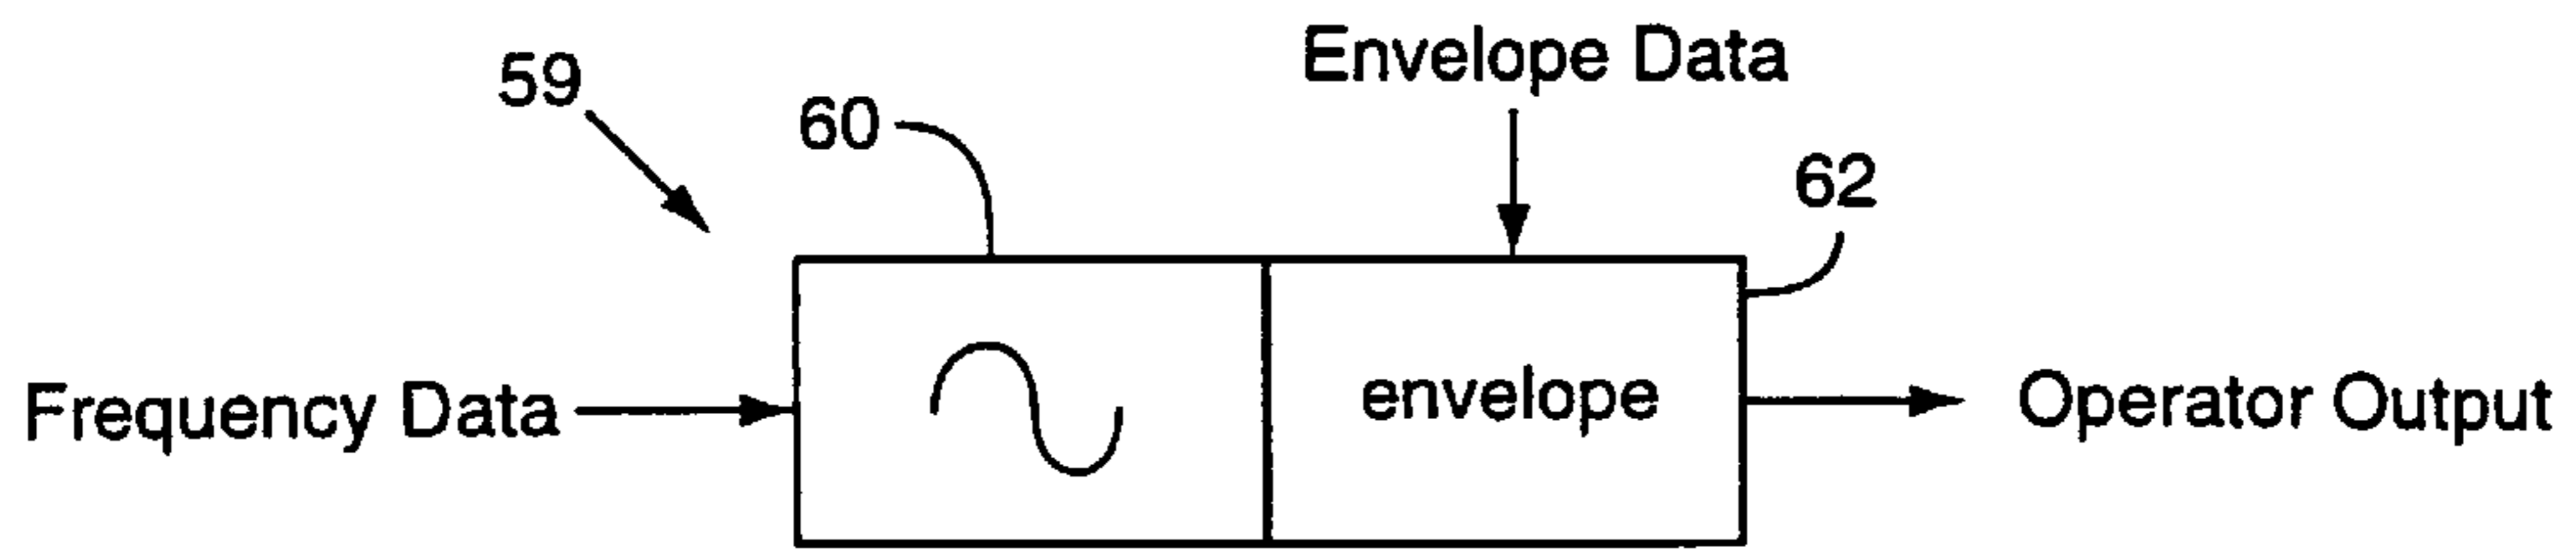 59
60
Envelope Data
62
Frequency Data
envelope
Operator Output